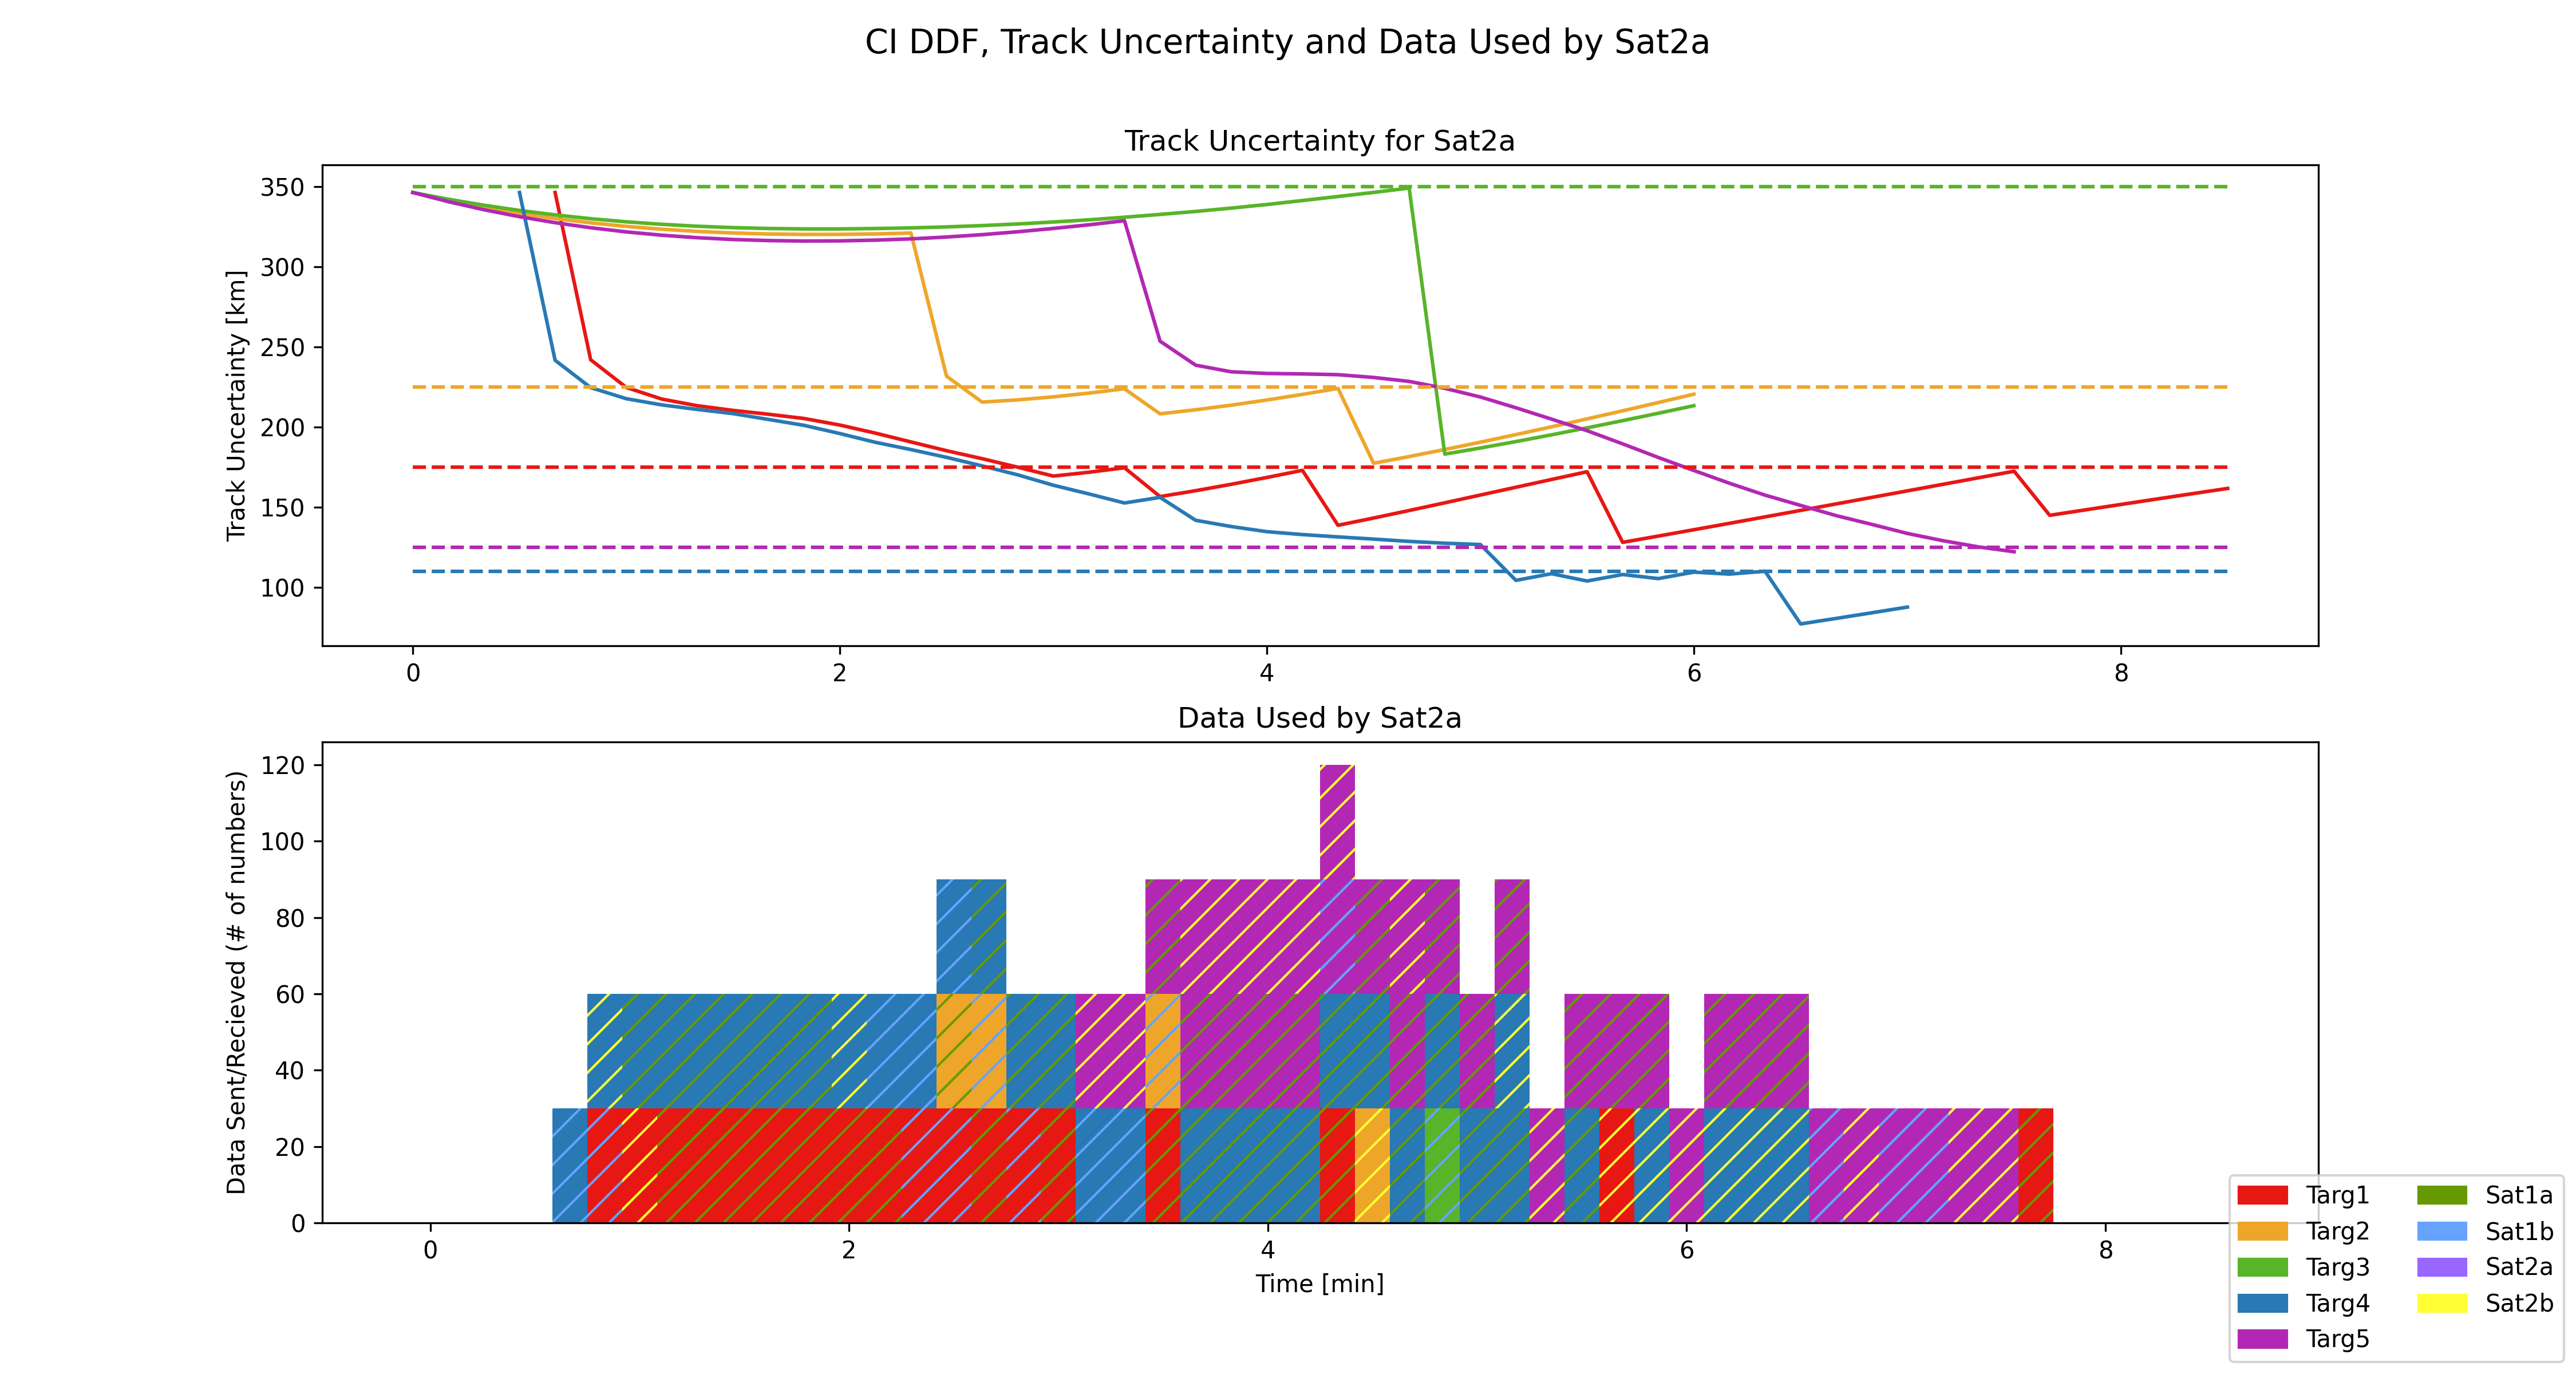 CI DDF, Track Uncertainty and Data Used by Sat2a
Track Uncertainty for Sat2a
Track Uncertainty [km]
350
300
250
200
150
100
0 2 4 6 8
Data Used by Sat2a
Data Sent/Recieved (# of numbers)
120
100
80
60
40
20
0
0 2 4 6 8
Time [min]
Targ1 Sat1a
Targ2 Sat1b
Targ3 Sat2a
Targ4 Sat2b
Targ5